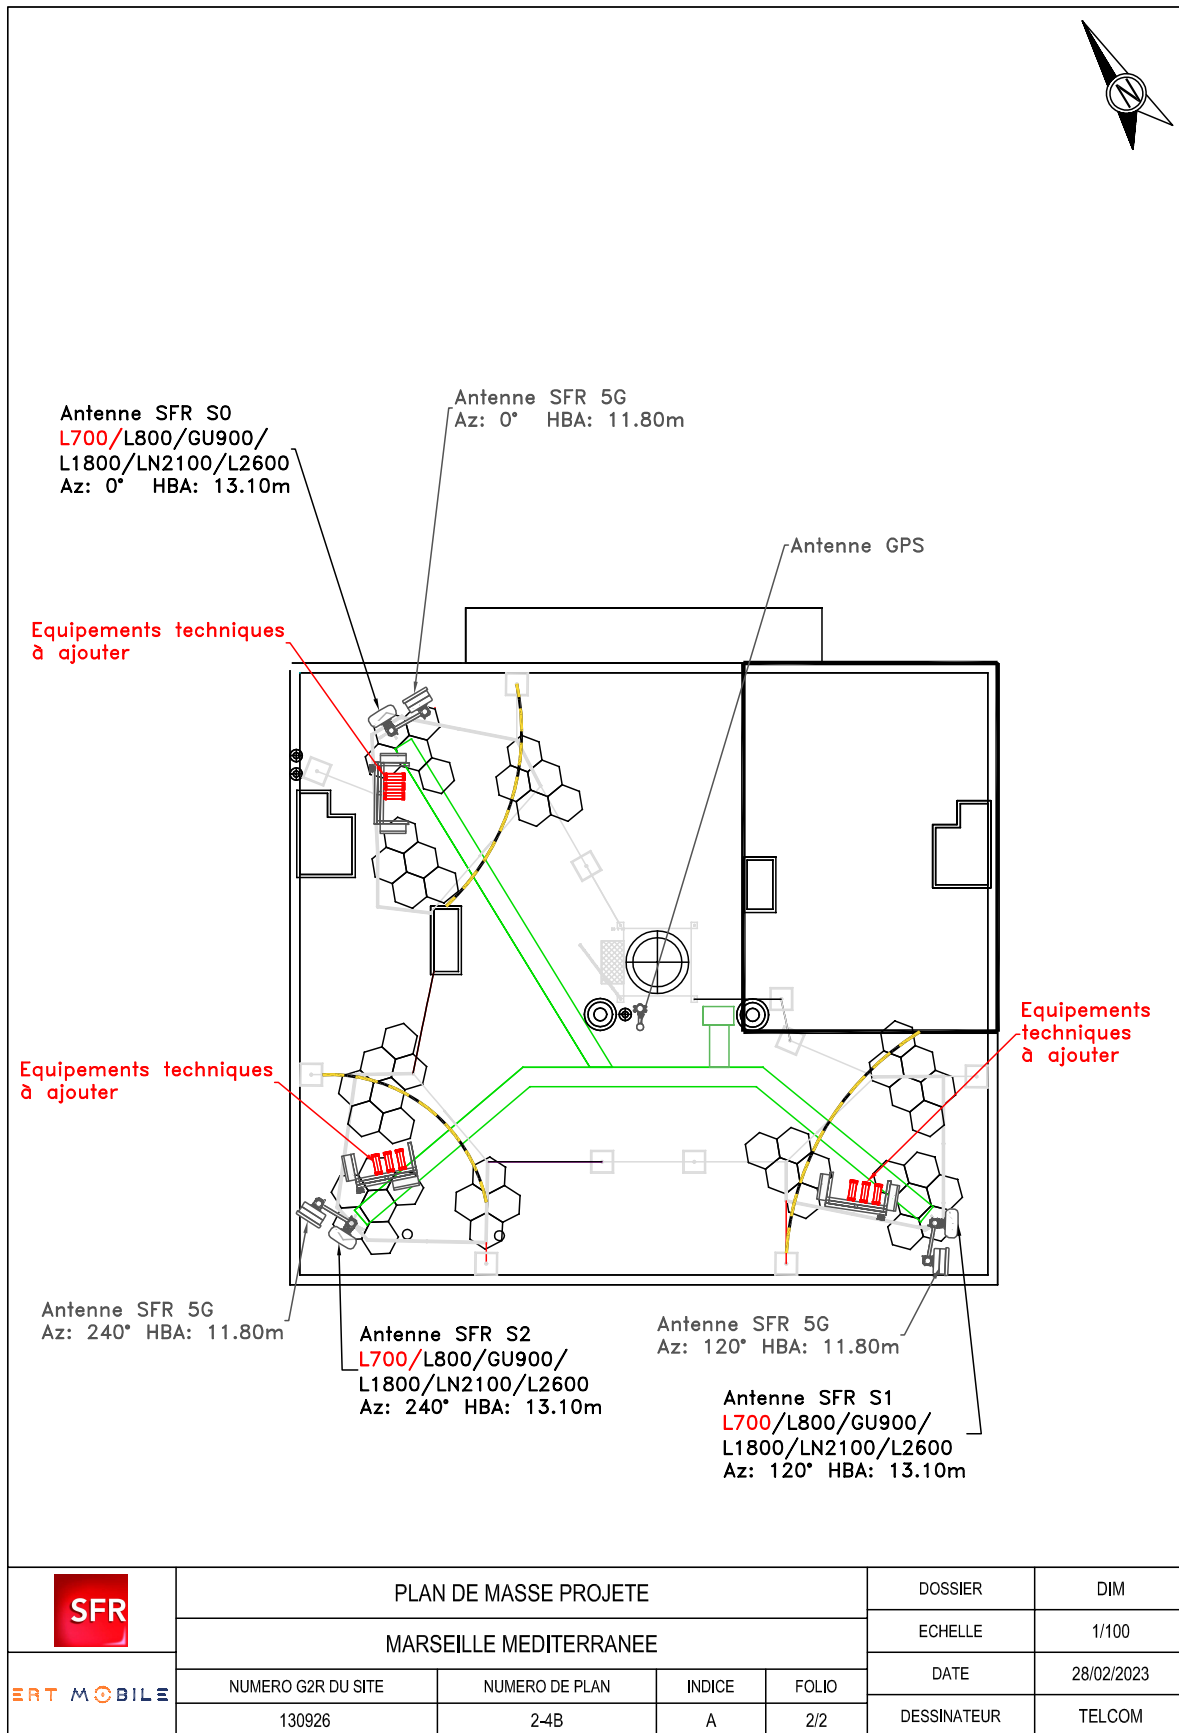 N
Antenne SFR 5G
Az: 0° HBA: 11.80m
Antenne SFR S0
L700/L800/GU900/
L1800/LN2100/L2600
Az: 0° HBA: 13.10m
Antenne GPS
Equipements techniques
à ajouter
Equipements
techniques
à ajouter
Equipements techniques
à ajouter
Antenne SFR 5G
Az: 240° HBA: 11.80m
Antenne SFR S2
L700/L800/GU900/
L1800/LN2100/L2600
Az: 240° HBA: 13.10m
Antenne SFR 5G
Az: 120° HBA: 11.80m
Antenne SFR S1
L700/L800/GU900/
L1800/LN2100/L2600
Az: 120° HBA: 13.10m
SFR
ERT MOBILE
PLAN DE MASSE PROJETE
MARSEILLE MEDITERRANEE
NUMERO G2R DU SITE NUMERO DE PLAN INDICE FOLIO
130926 2-4B A 2/2
DOSSIER DIM
ECHELLE 1/100
DATE 28/02/2023
DESSINATEUR TELCOM